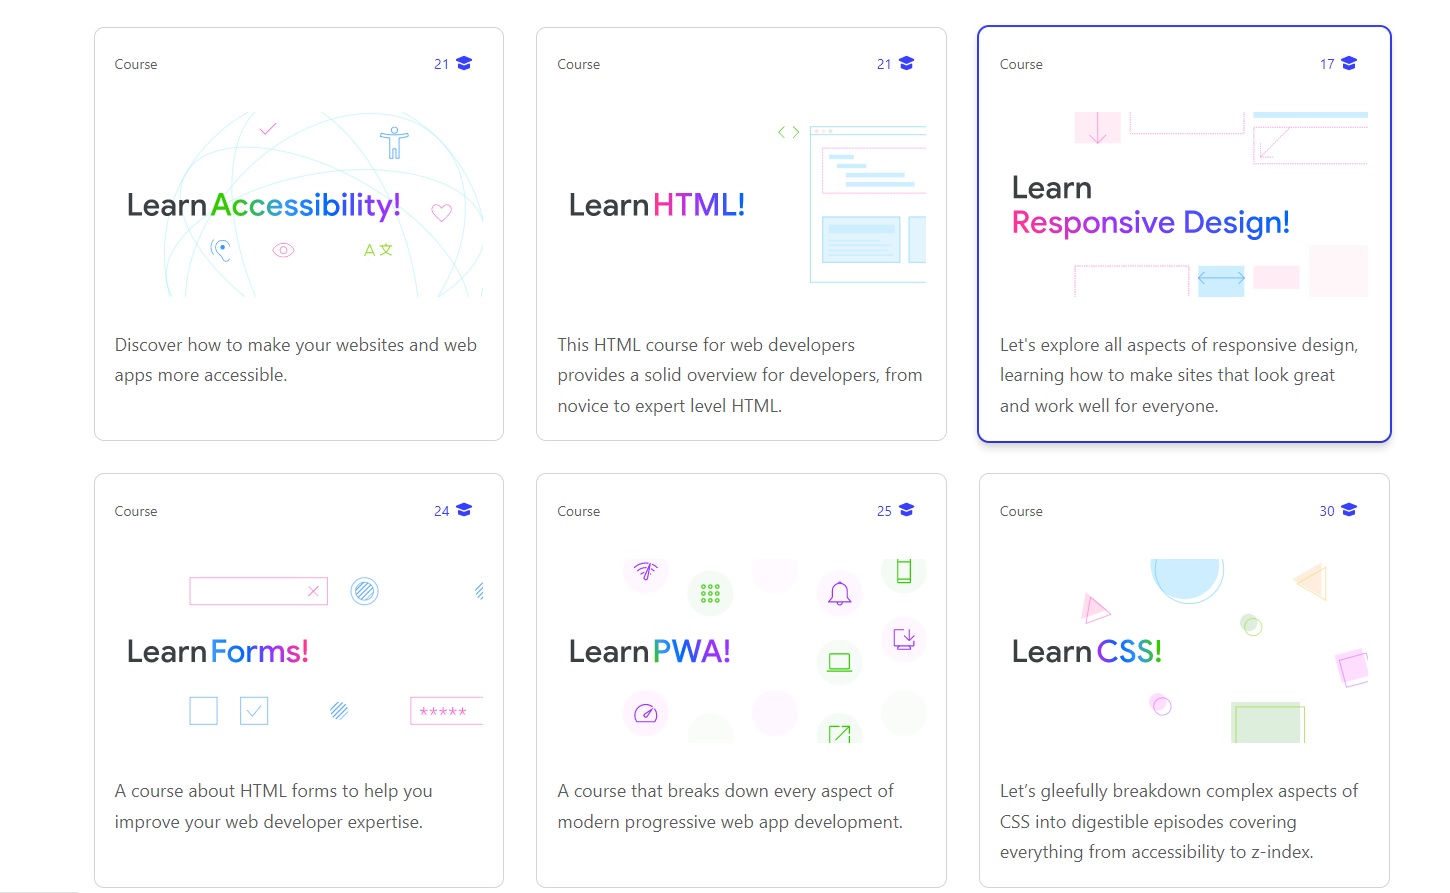 Course 21
Learn Accessibility!
A文
Discover how to make your websites and web
apps more accessible.
Course 21
< >
Learn HTML!
This HTML course for web developers
provides a solid overview for developers, from
novice to expert level HTML.
Course 17
Learn
Responsive Design!
Let's explore all aspects of responsive design,
learning how to make sites that look great
and work well for everyone.
Course 24
Learn Forms!
*****
A course about HTML forms to help you
improve your web developer expertise.
Course 25
Learn PWA!
A course that breaks down every aspect of
modern progressive web app development.
Course 30
Learn CSS!
Let’s gleefully breakdown complex aspects of
CSS into digestible episodes covering
everything from accessibility to z-index.